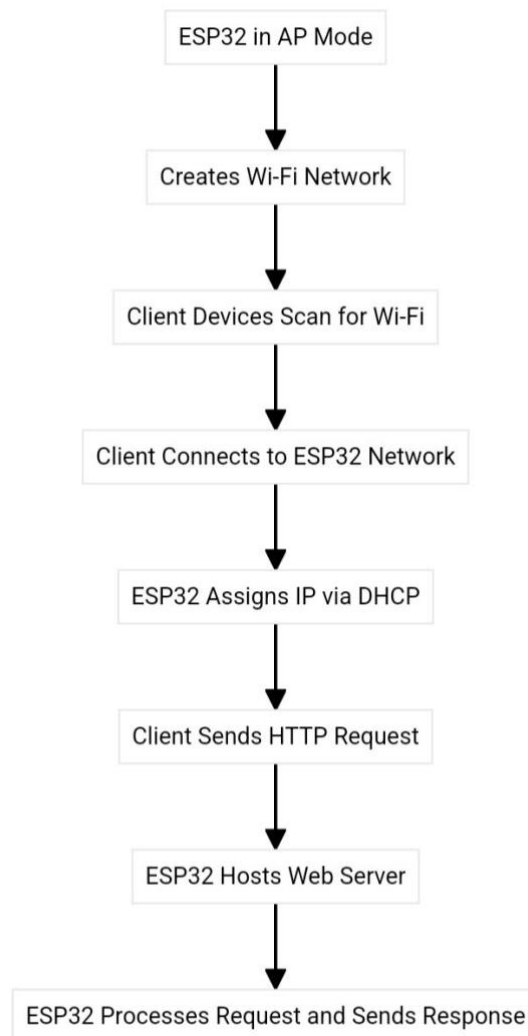 ESP32 in AP Mode
Creates Wi-Fi Network
Client Devices Scan for Wi-Fi
Client Connects to ESP32 Network
ESP32 Assigns IP via DHCP
Client Sends HTTP Request
ESP32 Hosts Web Server
ESP32 Processes Request and Sends Response